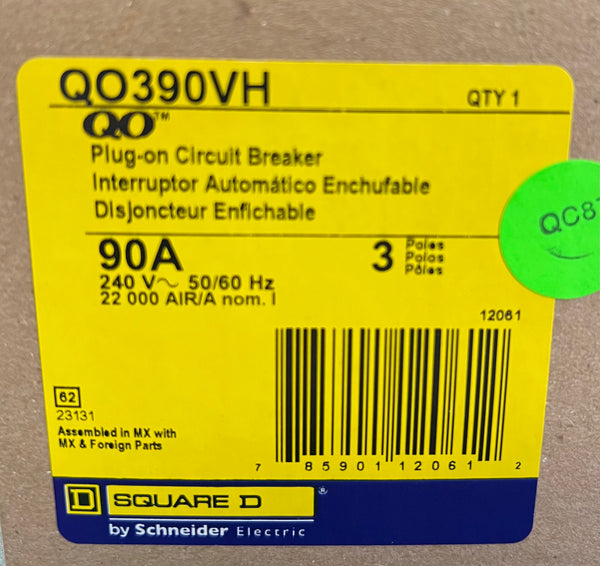 QO390VH
QTY 1
QO™
Plug-on Circuit Breaker
Interruptor Automático Enchufable
Disjoncteur Enfichable
90A
3 Poles
Polos
Pôles
240 V~ 50/60 Hz
22 000 AIR/A nom. I
12061
62
23131
Assembled in MX with
MX & Foreign Parts
7 85901 12061 2
D SQUARE D®
by Schneider Electric